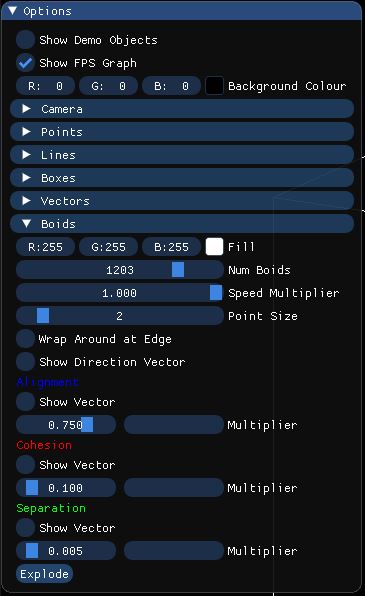 Options
Show Demo Objects
Show FPS Graph
R: 0 G: 0 B: 0 Background Colour
Camera
Points
Lines
Boxes
Vectors
Boids
R:255 G:255 B:255 Fill
1203 Num Boids
1.000 Speed Multiplier
2 Point Size
Wrap Around at Edge
Show Direction Vector
Alignment
Show Vector
0.750 Multiplier
Cohesion
Show Vector
0.100 Multiplier
Separation
Show Vector
0.005 Multiplier
Explode